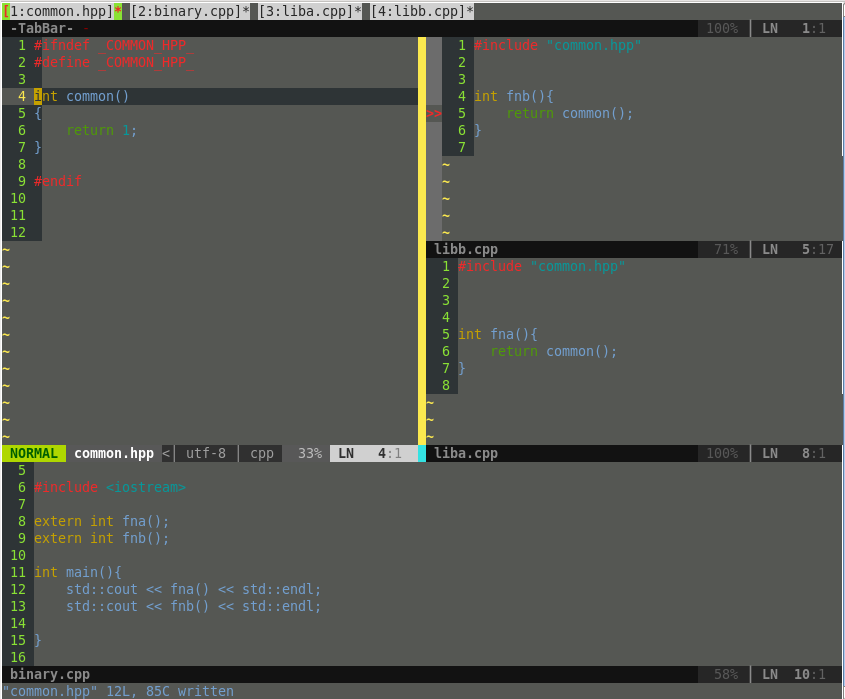 [1:common.hpp]* [2:binary.cpp]* [3:liba.cpp]* [4:libb.cpp]*
-TabBar- - 100% | LN 1:1
1 #ifndef _COMMON_HPP_
2 #define _COMMON_HPP_
3
4 int common()
5 {
6     return 1;
7 }
8
9 #endif
10
11
12
~
~
~
~
~
~
~
~
~
~
~
~
NORMAL common.hpp <| utf-8 | cpp 33% LN 4:1
1 #include "common.hpp"
2
3
4 int fnb(){
>> 5     return common();
6 }
7
~
~
~
~
~
libb.cpp 71% | LN 5:17
1 #include "common.hpp"
2
3
4
5 int fna(){
6     return common();
7 }
8
~
~
~
liba.cpp 100% | LN 8:1
5
6 #include <iostream>
7
8 extern int fna();
9 extern int fnb();
10
11 int main(){
12     std::cout << fna() << std::endl;
13     std::cout << fnb() << std::endl;
14
15 }
16
binary.cpp 58% | LN 10:1
"common.hpp" 12L, 85C written